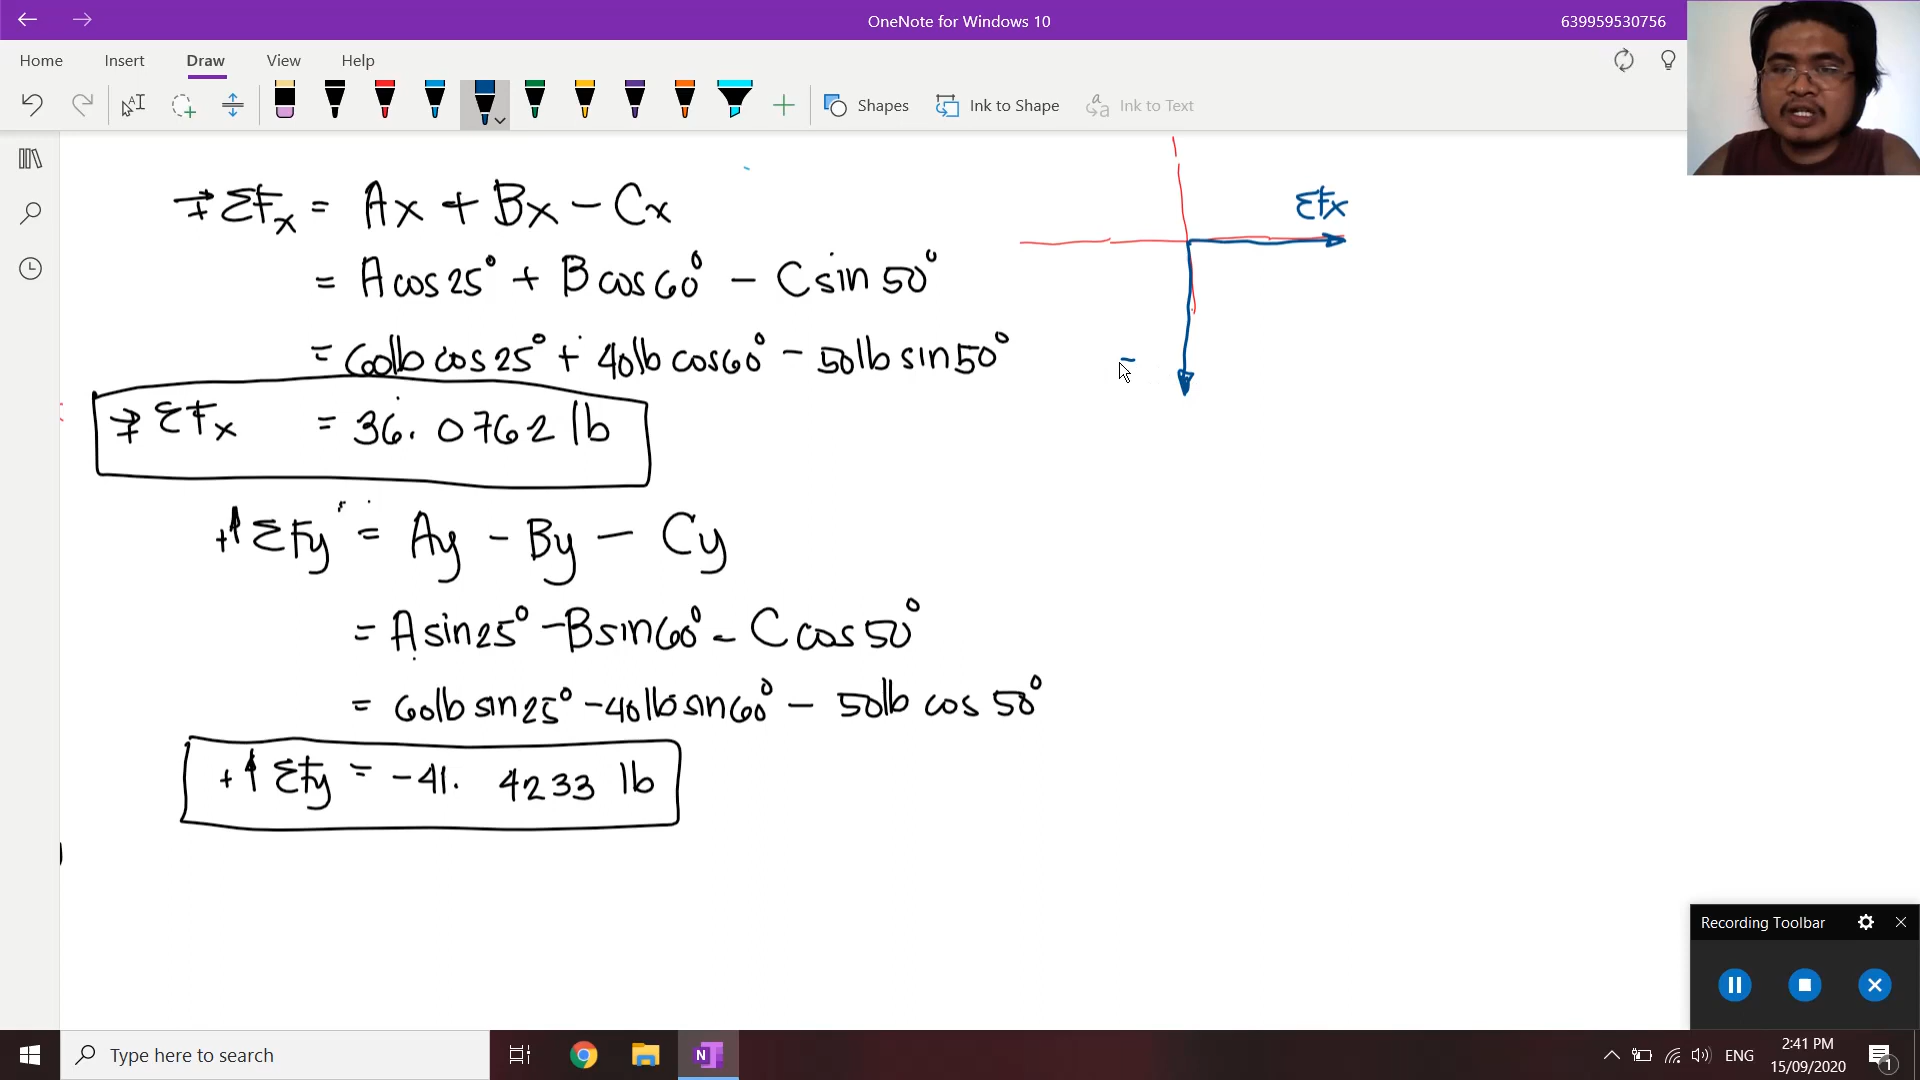 OneNote for Windows 10
639959530756
Home Insert Draw View Help
Shapes Ink to Shape Ink to Text
ΣFx = Ax + Bx - Cx
= A cos 25° + B cos 60° - C sin 50°
= 60lb cos 25° + 40lb cos 60° - 50lb sin 50°
ΣFx = 36.0762 lb
+↑ ΣFy = Ay - By - Cy
= A sin 25° - B sin 60° - C cos 50°
= 60lb sin 25° - 40lb sin 60° - 50lb cos 50°
+↑ ΣFy = -41.4233 lb
ΣFx
Recording Toolbar
Type here to search
ENG
2:41 PM
15/09/2020
1